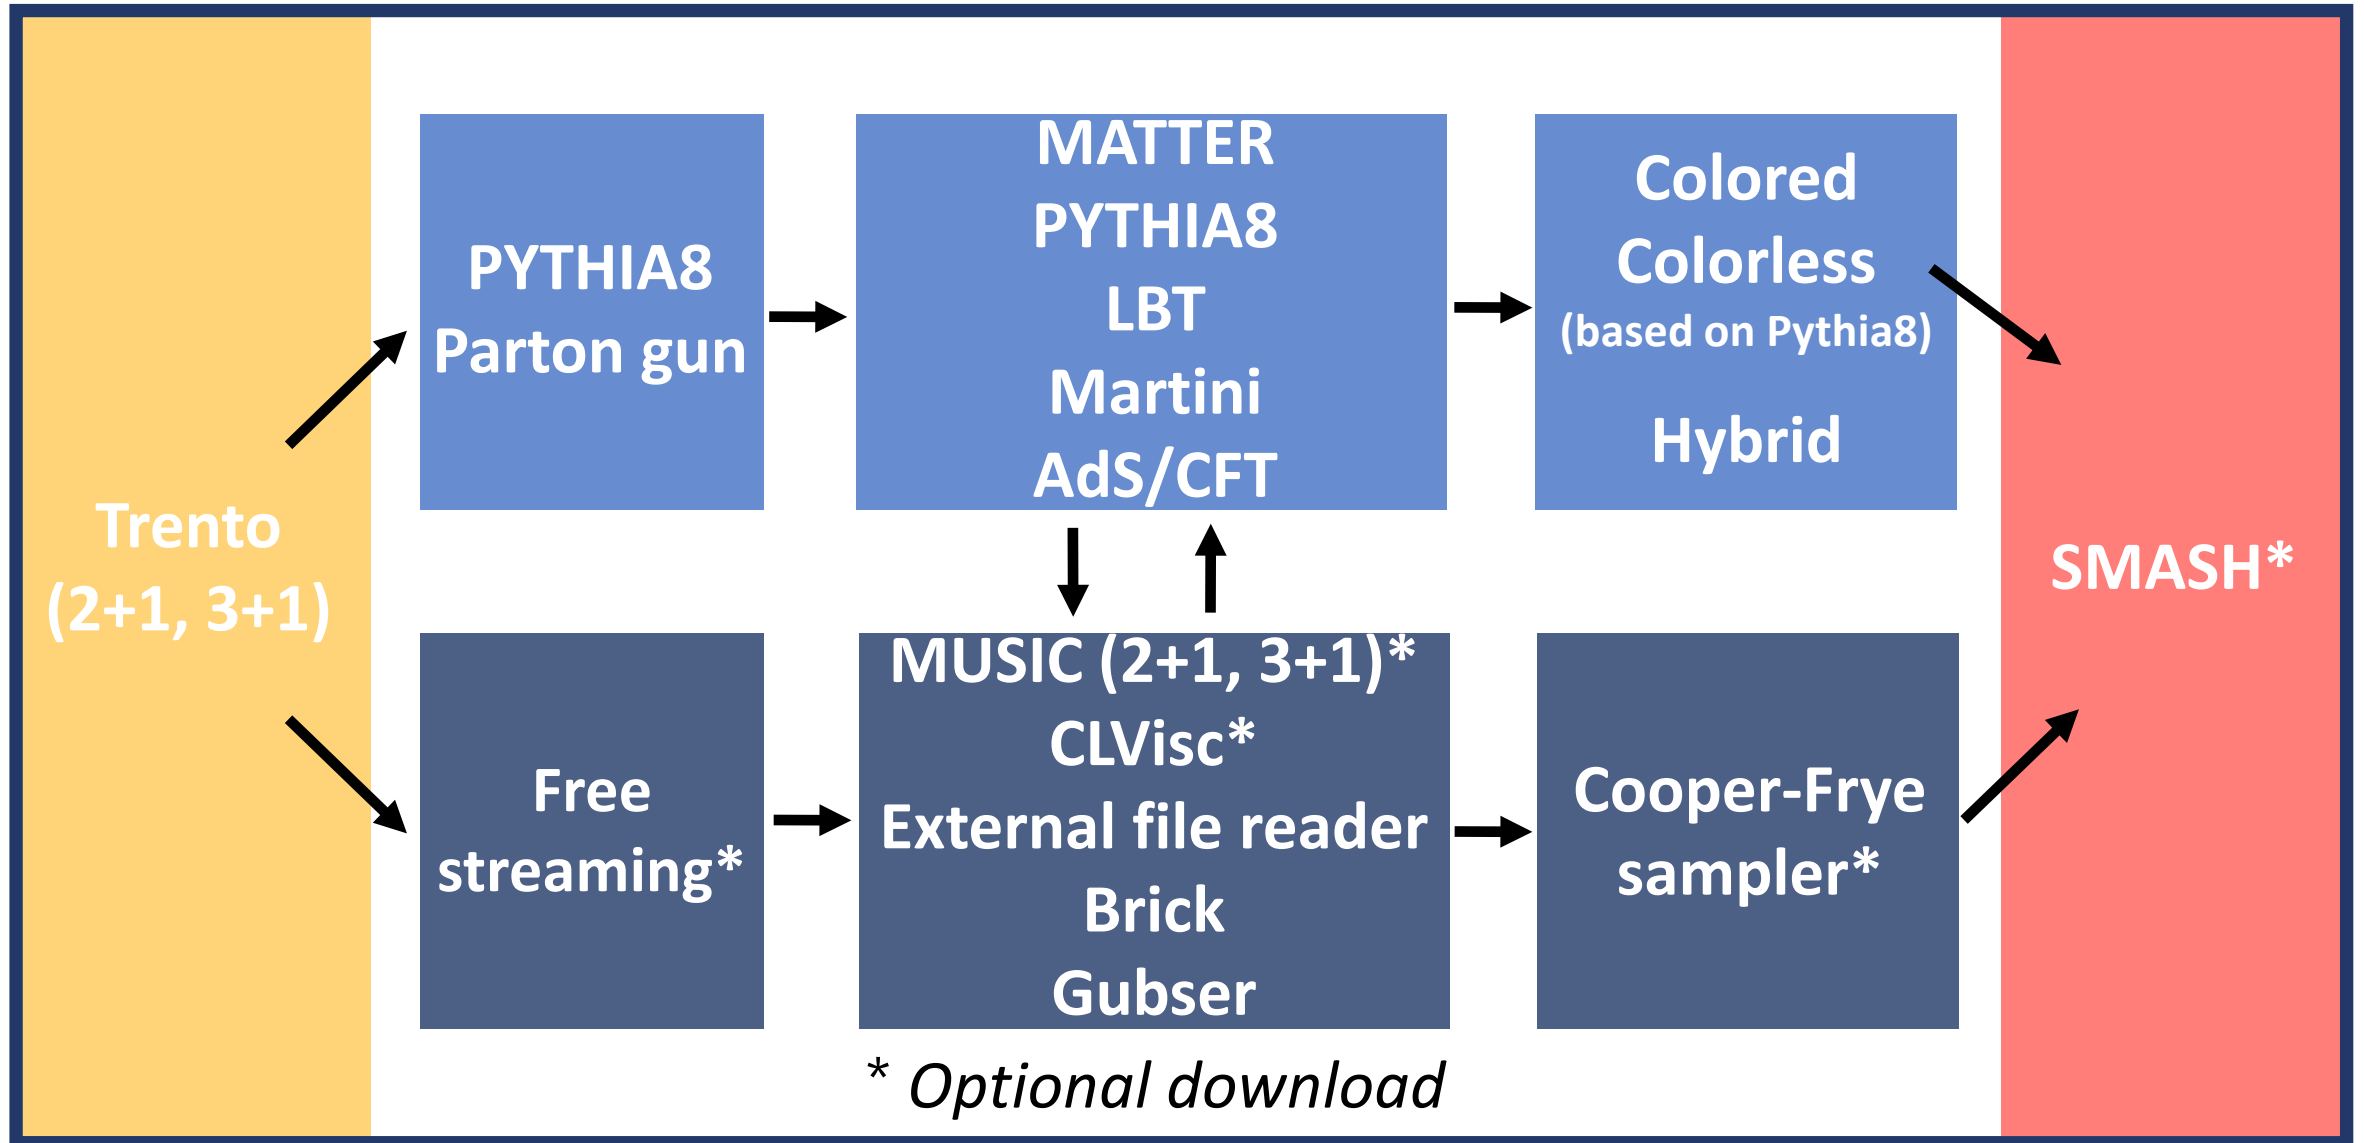 Trento
(2+1, 3+1)
PYTHIA8
Parton gun
MATTER
PYTHIA8
LBT
Martini
AdS/CFT
Colored
Colorless
(based on Pythia8)
Hybrid
Free
streaming*
MUSIC (2+1, 3+1)*
CLVisc*
External file reader
Brick
Gubser
Cooper-Frye
sampler*
SMASH*
* Optional download